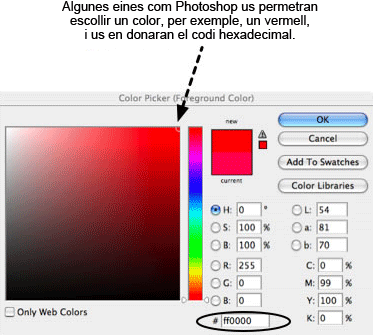 Algunes eines com Photoshop us permetran
escollir un color, per exemple, un vermell,
i us en donaran el codi hexadecimal.
Color Picker (Foreground Color)
new
current
OK
Cancel
Add To Swatches
Color Libraries
H: 0 °
S: 100 %
B: 100 %
R: 255
G: 0
B: 0
# ff0000
L: 54
a: 81
b: 70
C: 0 %
M: 99 %
Y: 100 %
K: 0 %
Only Web Colors